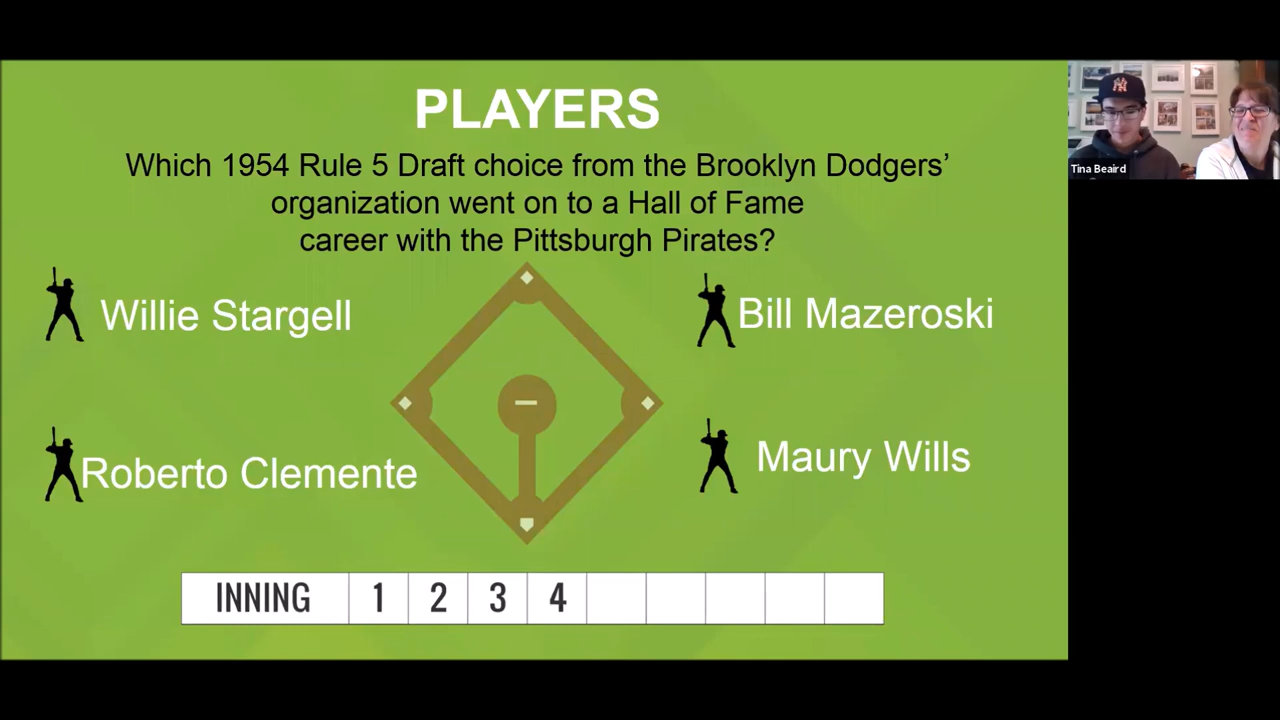 PLAYERS
Which 1954 Rule 5 Draft choice from the Brooklyn Dodgers’
organization went on to a Hall of Fame
career with the Pittsburgh Pirates?
Willie Stargell
Bill Mazeroski
Roberto Clemente
Maury Wills
INNING 1 2 3 4
Tina Beaird
NY